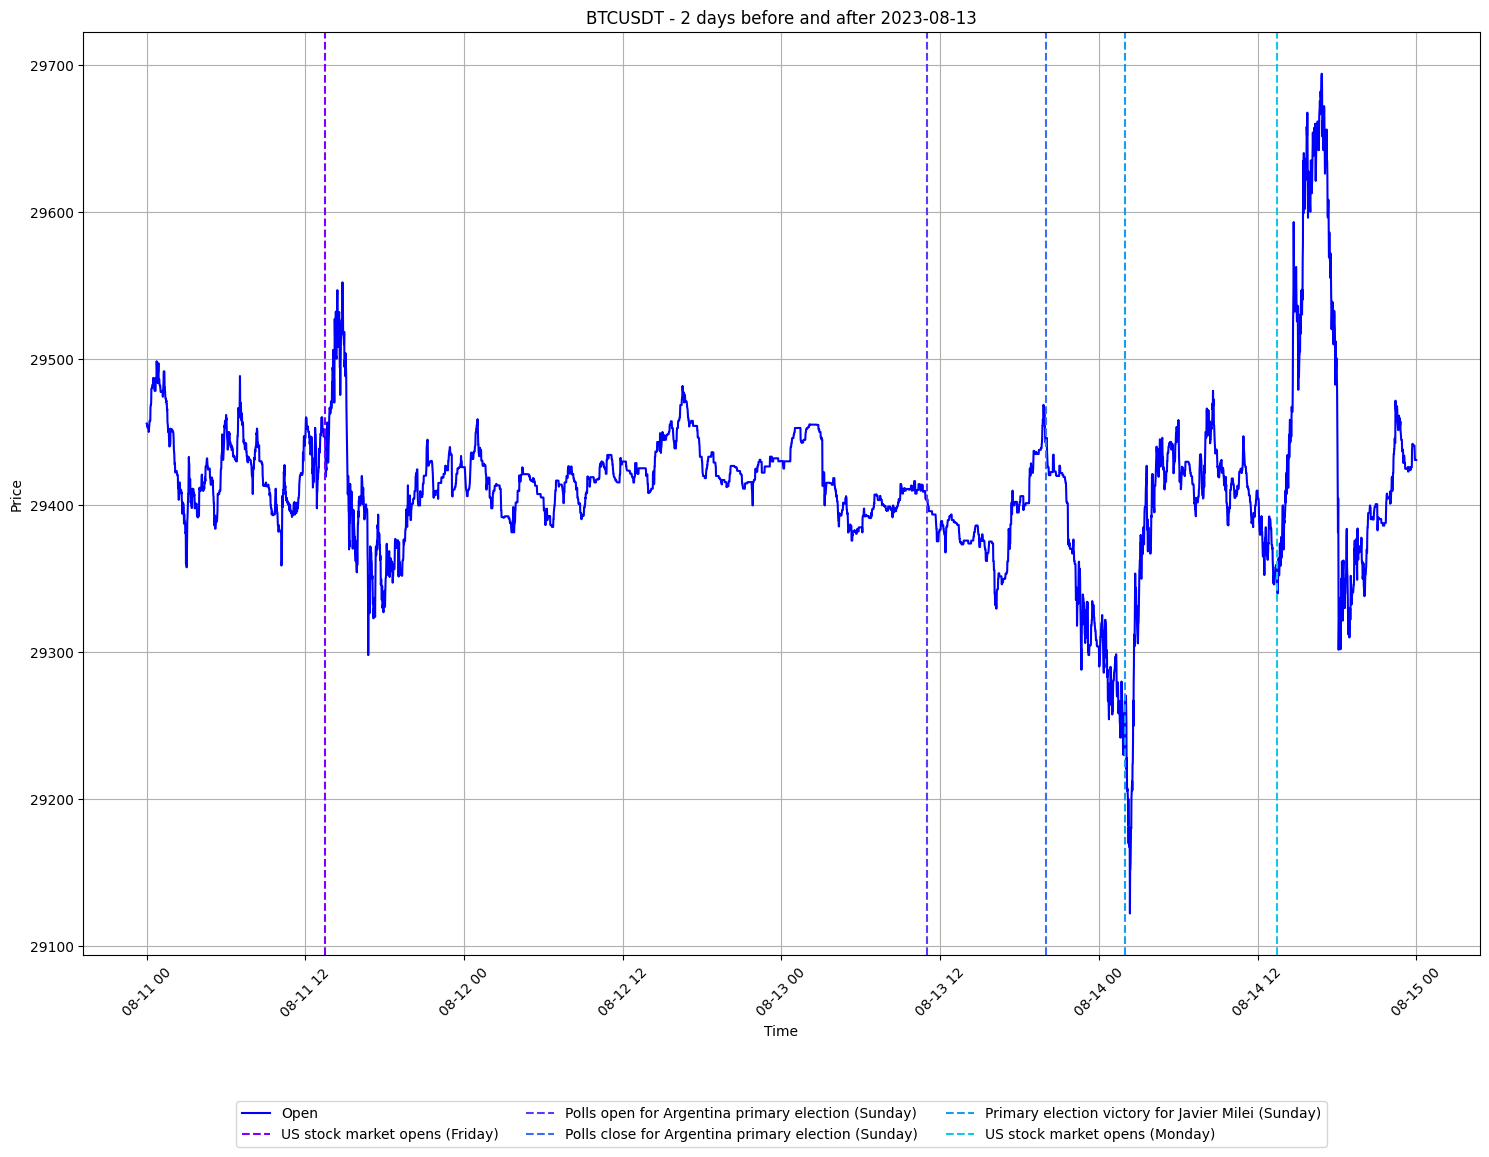 BTCUSDT - 2 days before and after 2023-08-13
29700
29600
29500
29400
29300
29200
29100
Price
08-11 00
08-11 12
08-12 00
08-12 12
08-13 00
08-13 12
08-14 00
08-14 12
08-15 00
Time
Open
US stock market opens (Friday)
Polls open for Argentina primary election (Sunday)
Polls close for Argentina primary election (Sunday)
Primary election victory for Javier Milei (Sunday)
US stock market opens (Monday)